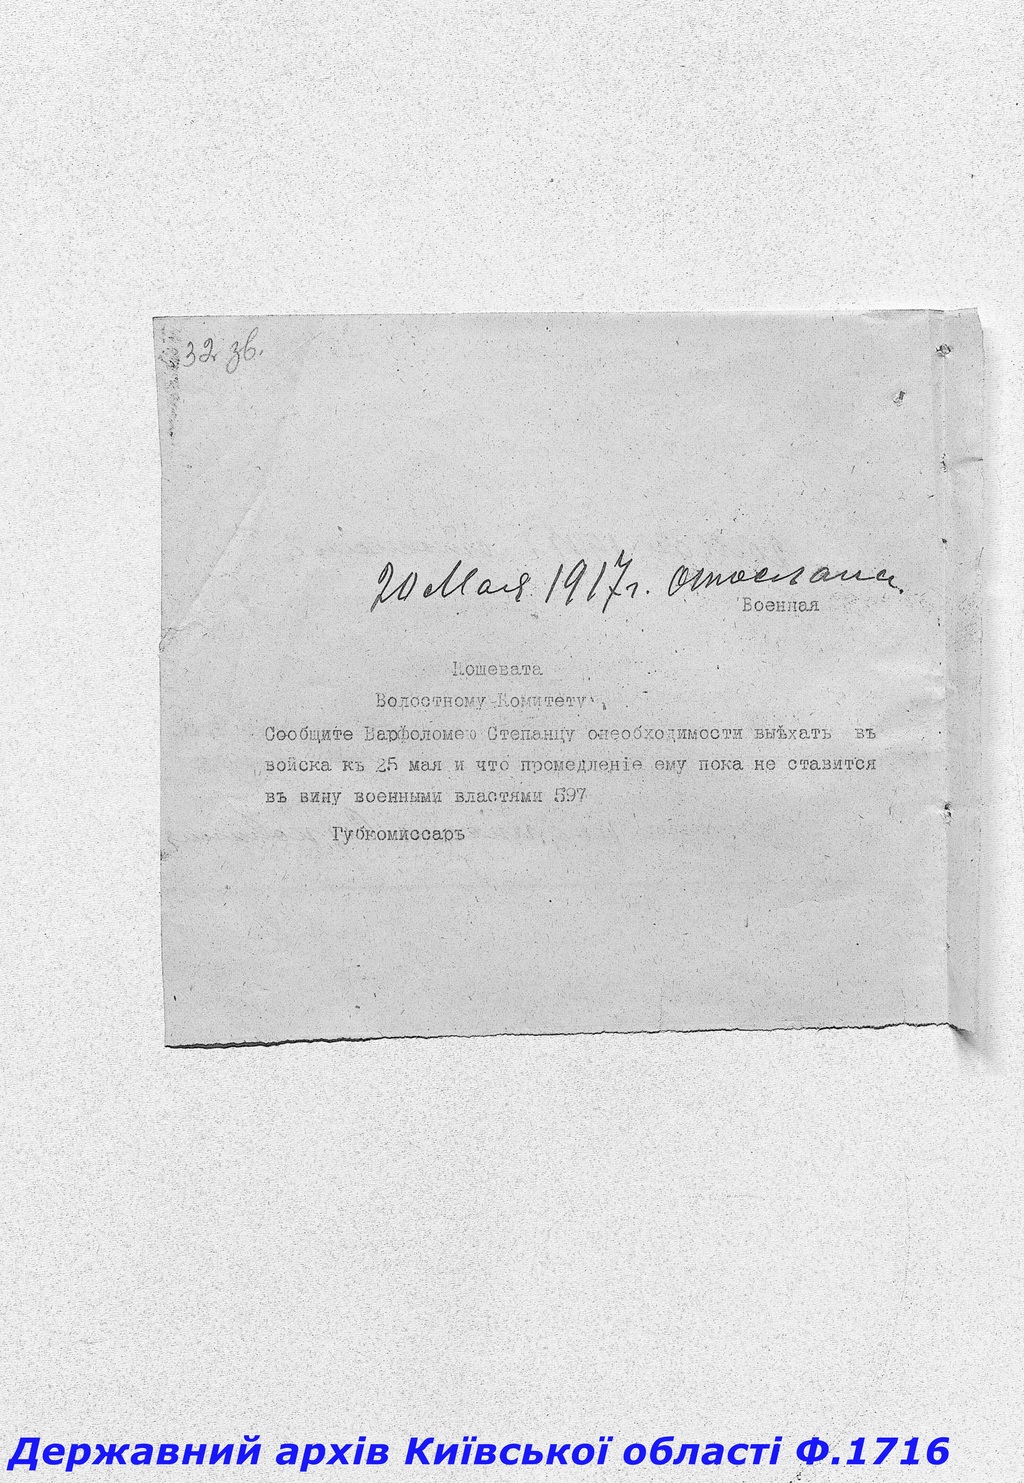 32 зв.
20 Мая 1917 г. отослана.
Военная
Кошевата
Волостному Комитету
Сообщите Варфоломею Степанцу онеобходимости выѣхать въ
войска къ 25 мая и что промедленіе ему пока не ставится
въ вину военными властями 597
Губкомиссаръ
Державний архів Київської області Ф.1716